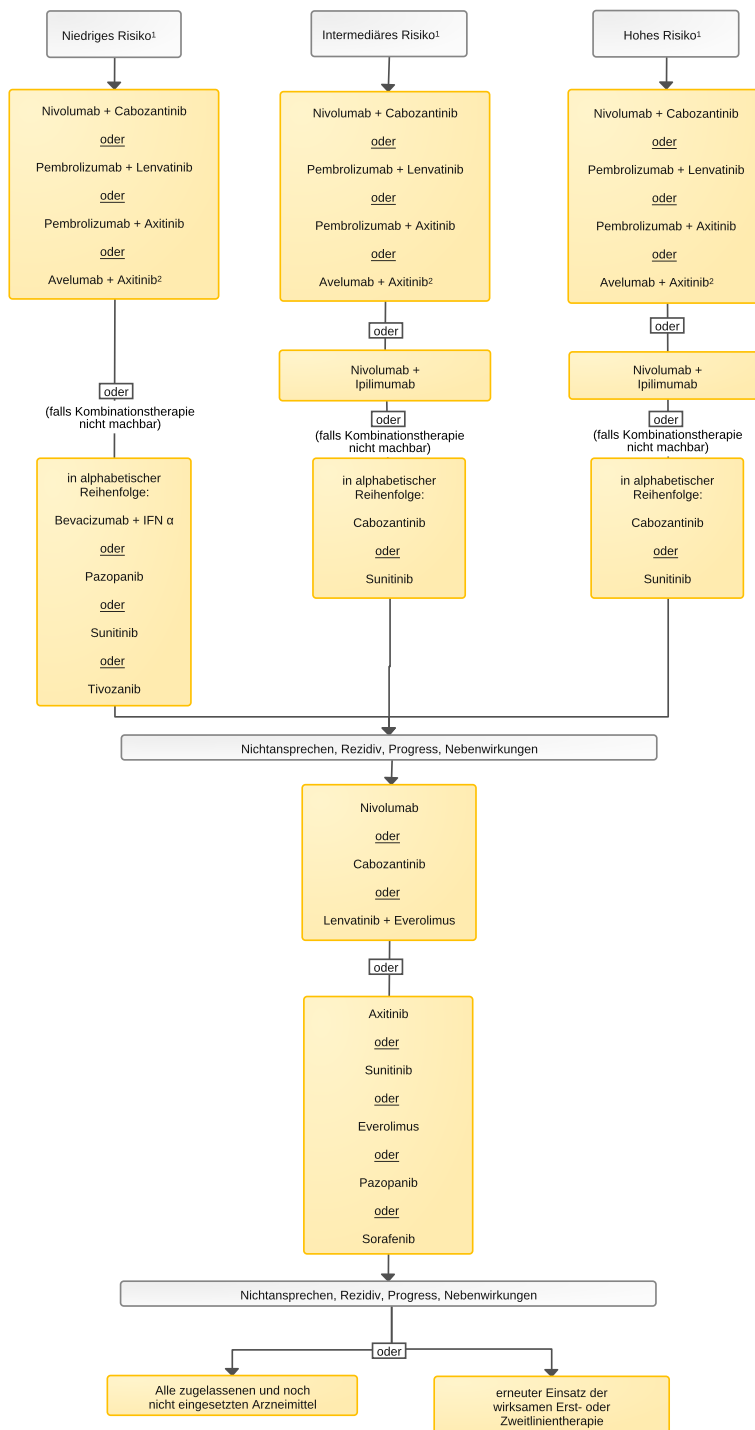 Niedriges Risiko¹
Intermediäres Risiko¹
Hohes Risiko¹
Nivolumab + Cabozantinib
oder
Pembrolizumab + Lenvatinib
oder
Pembrolizumab + Axitinib
oder
Avelumab + Axitinib²
oder
(falls Kombinationstherapie
nicht machbar)
in alphabetischer
Reihenfolge:
Bevacizumab + IFN α
oder
Pazopanib
oder
Sunitinib
oder
Tivozanib
Nivolumab + Cabozantinib
oder
Pembrolizumab + Lenvatinib
oder
Pembrolizumab + Axitinib
oder
Avelumab + Axitinib²
oder
Nivolumab +
Ipilimumab
oder
(falls Kombinationstherapie
nicht machbar)
in alphabetischer
Reihenfolge:
Cabozantinib
oder
Sunitinib
Nivolumab + Cabozantinib
oder
Pembrolizumab + Lenvatinib
oder
Pembrolizumab + Axitinib
oder
Avelumab + Axitinib²
oder
Nivolumab +
Ipilimumab
oder
(falls Kombinationstherapie
nicht machbar)
in alphabetischer
Reihenfolge:
Cabozantinib
oder
Sunitinib
Nichtansprechen, Rezidiv, Progress, Nebenwirkungen
Nivolumab
oder
Cabozantinib
oder
Lenvatinib + Everolimus
oder
Axitinib
oder
Sunitinib
oder
Everolimus
oder
Pazopanib
oder
Sorafenib
Nichtansprechen, Rezidiv, Progress, Nebenwirkungen
oder
Alle zugelassenen und noch
nicht eingesetzten Arzneimittel
erneuter Einsatz der
wirksamen Erst- oder
Zweitlinientherapie